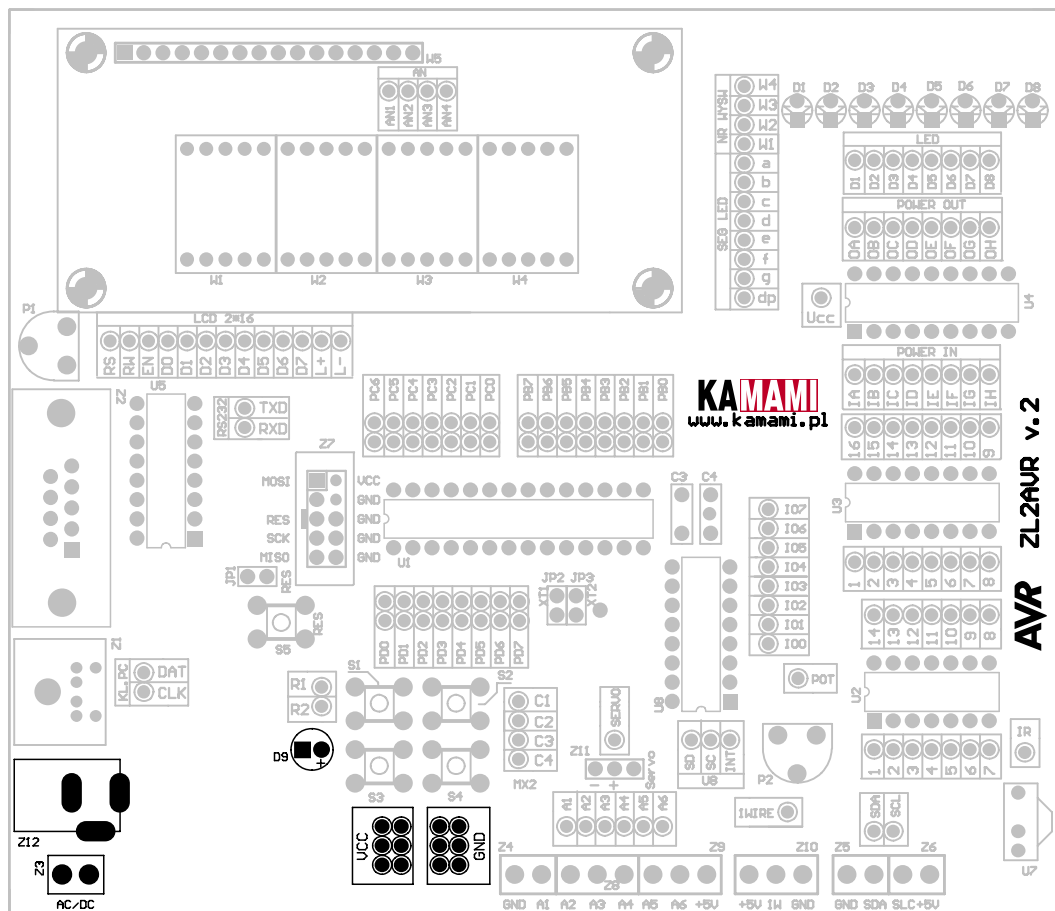 W5
AN
AN1 AN2 AN3 AN4
W1 W2 W3 W4
NR WYSW
W4
W3
W2
W1
SEG LED
a
b
c
d
e
f
g
dp
D1 D2 D3 D4 D5 D6 D7 D8
LED
D1 D2 D3 D4 D5 D6 D7 D8
POWER OUT
OA OB OC OD OE OF OG OH
U4
Ucc
P1
LCD 2*16
RS RW EN D0 D1 D2 D3 D4 D5 D6 D7 L+ L-
U5
Z2
RS232
TXD
RXD
PC6 PC5 PC4 PC3 PC2 PC1 PC0
PB7 PB6 PB5 PB4 PB3 PB2 PB1 PB0
KAMAMI
www.kamami.pl
POWER IN
IA IB IC ID IE IF IG IH
16 15 14 13 12 11 10 9
U3
1 2 3 4 5 6 7 8
AVR ZL2AVR v.2
Z7
MOSI VCC
GND
RES GND
SCK GND
MISO GND
U1
C3 C4
IO7
IO6
IO5
IO4
IO3
IO2
IO1
IO0
JP1
RES
RES
S5
JP2 JP3
XT1 XT2
PD0 PD1 PD2 PD3 PD4 PD5 PD6 PD7
14 13 12 11 10 9 8
U2
1 2 3 4 5 6 7
Z1
KL.PC
DAT
CLK
R1
R2
S1
S2
D9
+
S3
S4
C1
C2
C3
C4
MX2
SERVO
Z11
- +
Servo
SD SC INT
U8
POT
P2
IR
U7
Z12
Z3
AC/DC
VCC
GND
A1 A2 A3 A4 A5 A6
1WIRE
SDA SCL
Z4 Z8 Z9
GND A1 A2 A3 A4 A5 A6 +5V
Z10
+5V 1W GND
Z5 Z6
GND SDA SLC +5V